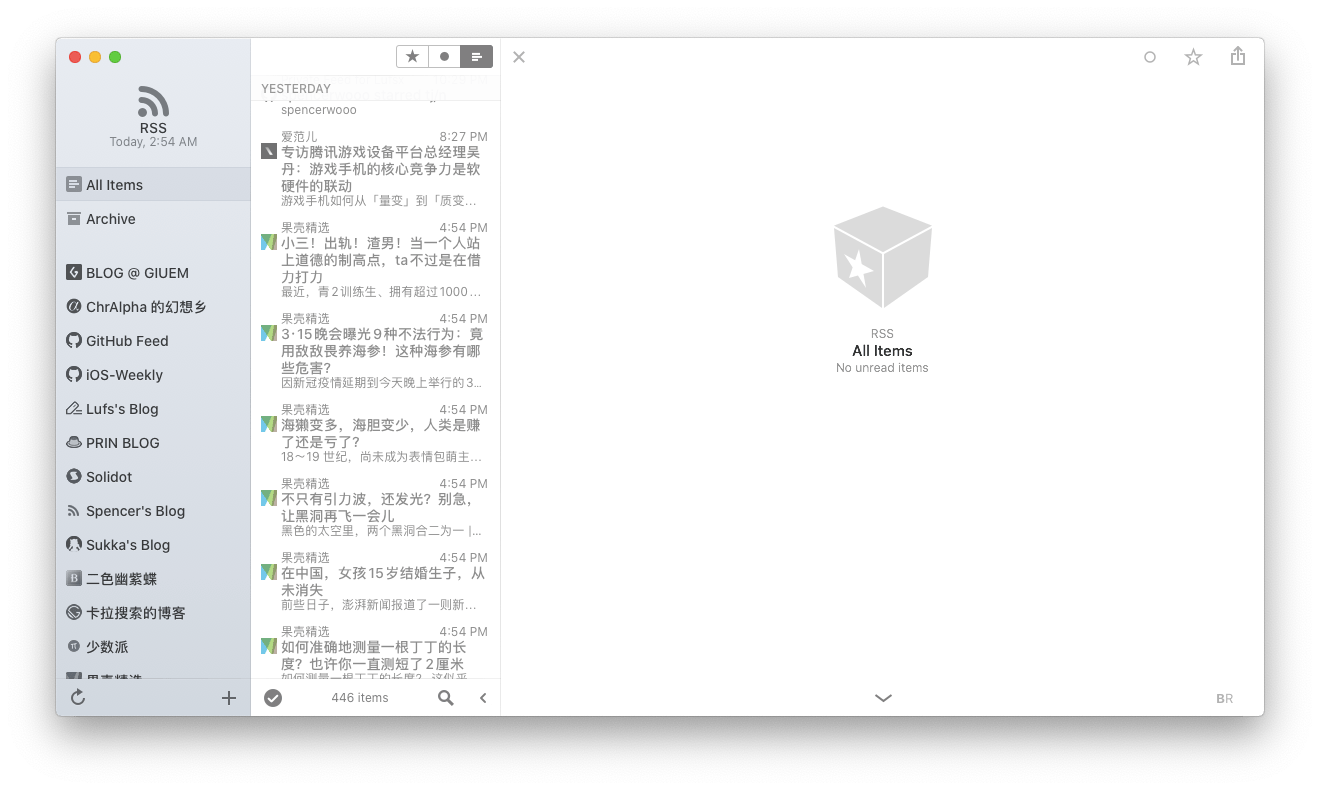 RSS
Today, 2:54 AM
All Items
Archive
BLOG @ GIUEM
ChrAlpha 的幻想乡
GitHub Feed
iOS-Weekly
Lufs's Blog
PRIN BLOG
Solidot
Spencer's Blog
Sukka's Blog
二色幽紫蝶
卡拉搜索的博客
少数派
果壳精选
YESTERDAY
spencerwooo
爱范儿 8:27 PM
专访腾讯游戏设备平台总经理吴
丹：游戏手机的核心竞争力是软
硬件的联动
游戏手机如何从「量变」到「质变...
果壳精选 4:54 PM
小三！出轨！渣男！当一个人站
上道德的制高点，ta不过是在借
力打力
最近，青2训练生、拥有超过1000...
果壳精选 4:54 PM
3·15晚会曝光9种不法行为：竟
用敌敌畏养海参！这种海参有哪
些危害?
因新冠疫情延期到今天晚上举行的3...
果壳精选 4:54 PM
海獭变多，海胆变少，人类是赚
了还是亏了?
18～19 世纪，尚未成为表情包萌主...
果壳精选 4:54 PM
不只有引力波，还发光？别急，
让黑洞再飞一会儿
黑色的太空里，两个黑洞合二为一 |...
果壳精选 4:54 PM
在中国，女孩15岁结婚生子，从
未消失
前些日子，澎湃新闻报道了一则新...
果壳精选 4:54 PM
如何准确地测量一根丁丁的长
度？也许你一直测短了2厘米
如何测量一根丁丁的长度？这似乎
446 items
RSS
All Items
No unread items
BR